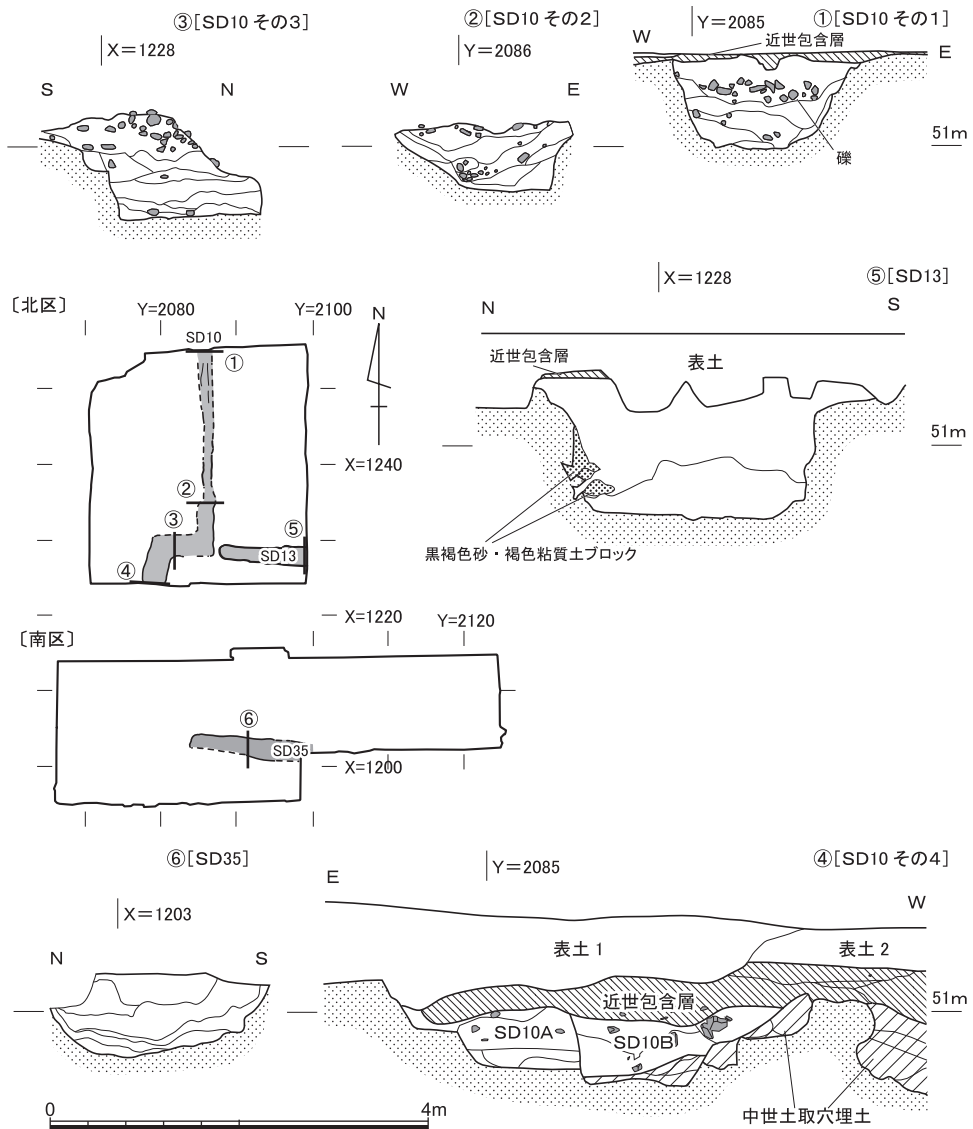 ③[SD10 その3]
②[SD10 その2]
①[SD10 その1]
X=1228
Y=2086
Y=2085
近世包含層
W
E
S
N
W
E
51m
礫
⑤[SD13]
X=1228
N
S
近世包含層
表土
51m
黒褐色砂・褐色粘質土ブロック
〔北区〕
Y=2080
Y=2100
N
SD10
①
X=1240
②
③
⑤
SD13
④
X=1220
Y=2120
〔南区〕
⑥
SD35
X=1200
⑥[SD35]
X=1203
N
S
④[SD10 その4]
Y=2085
E
W
表土1
表土2
近世包含層
51m
SD10A
SD10B
中世土取穴埋土
0
4m